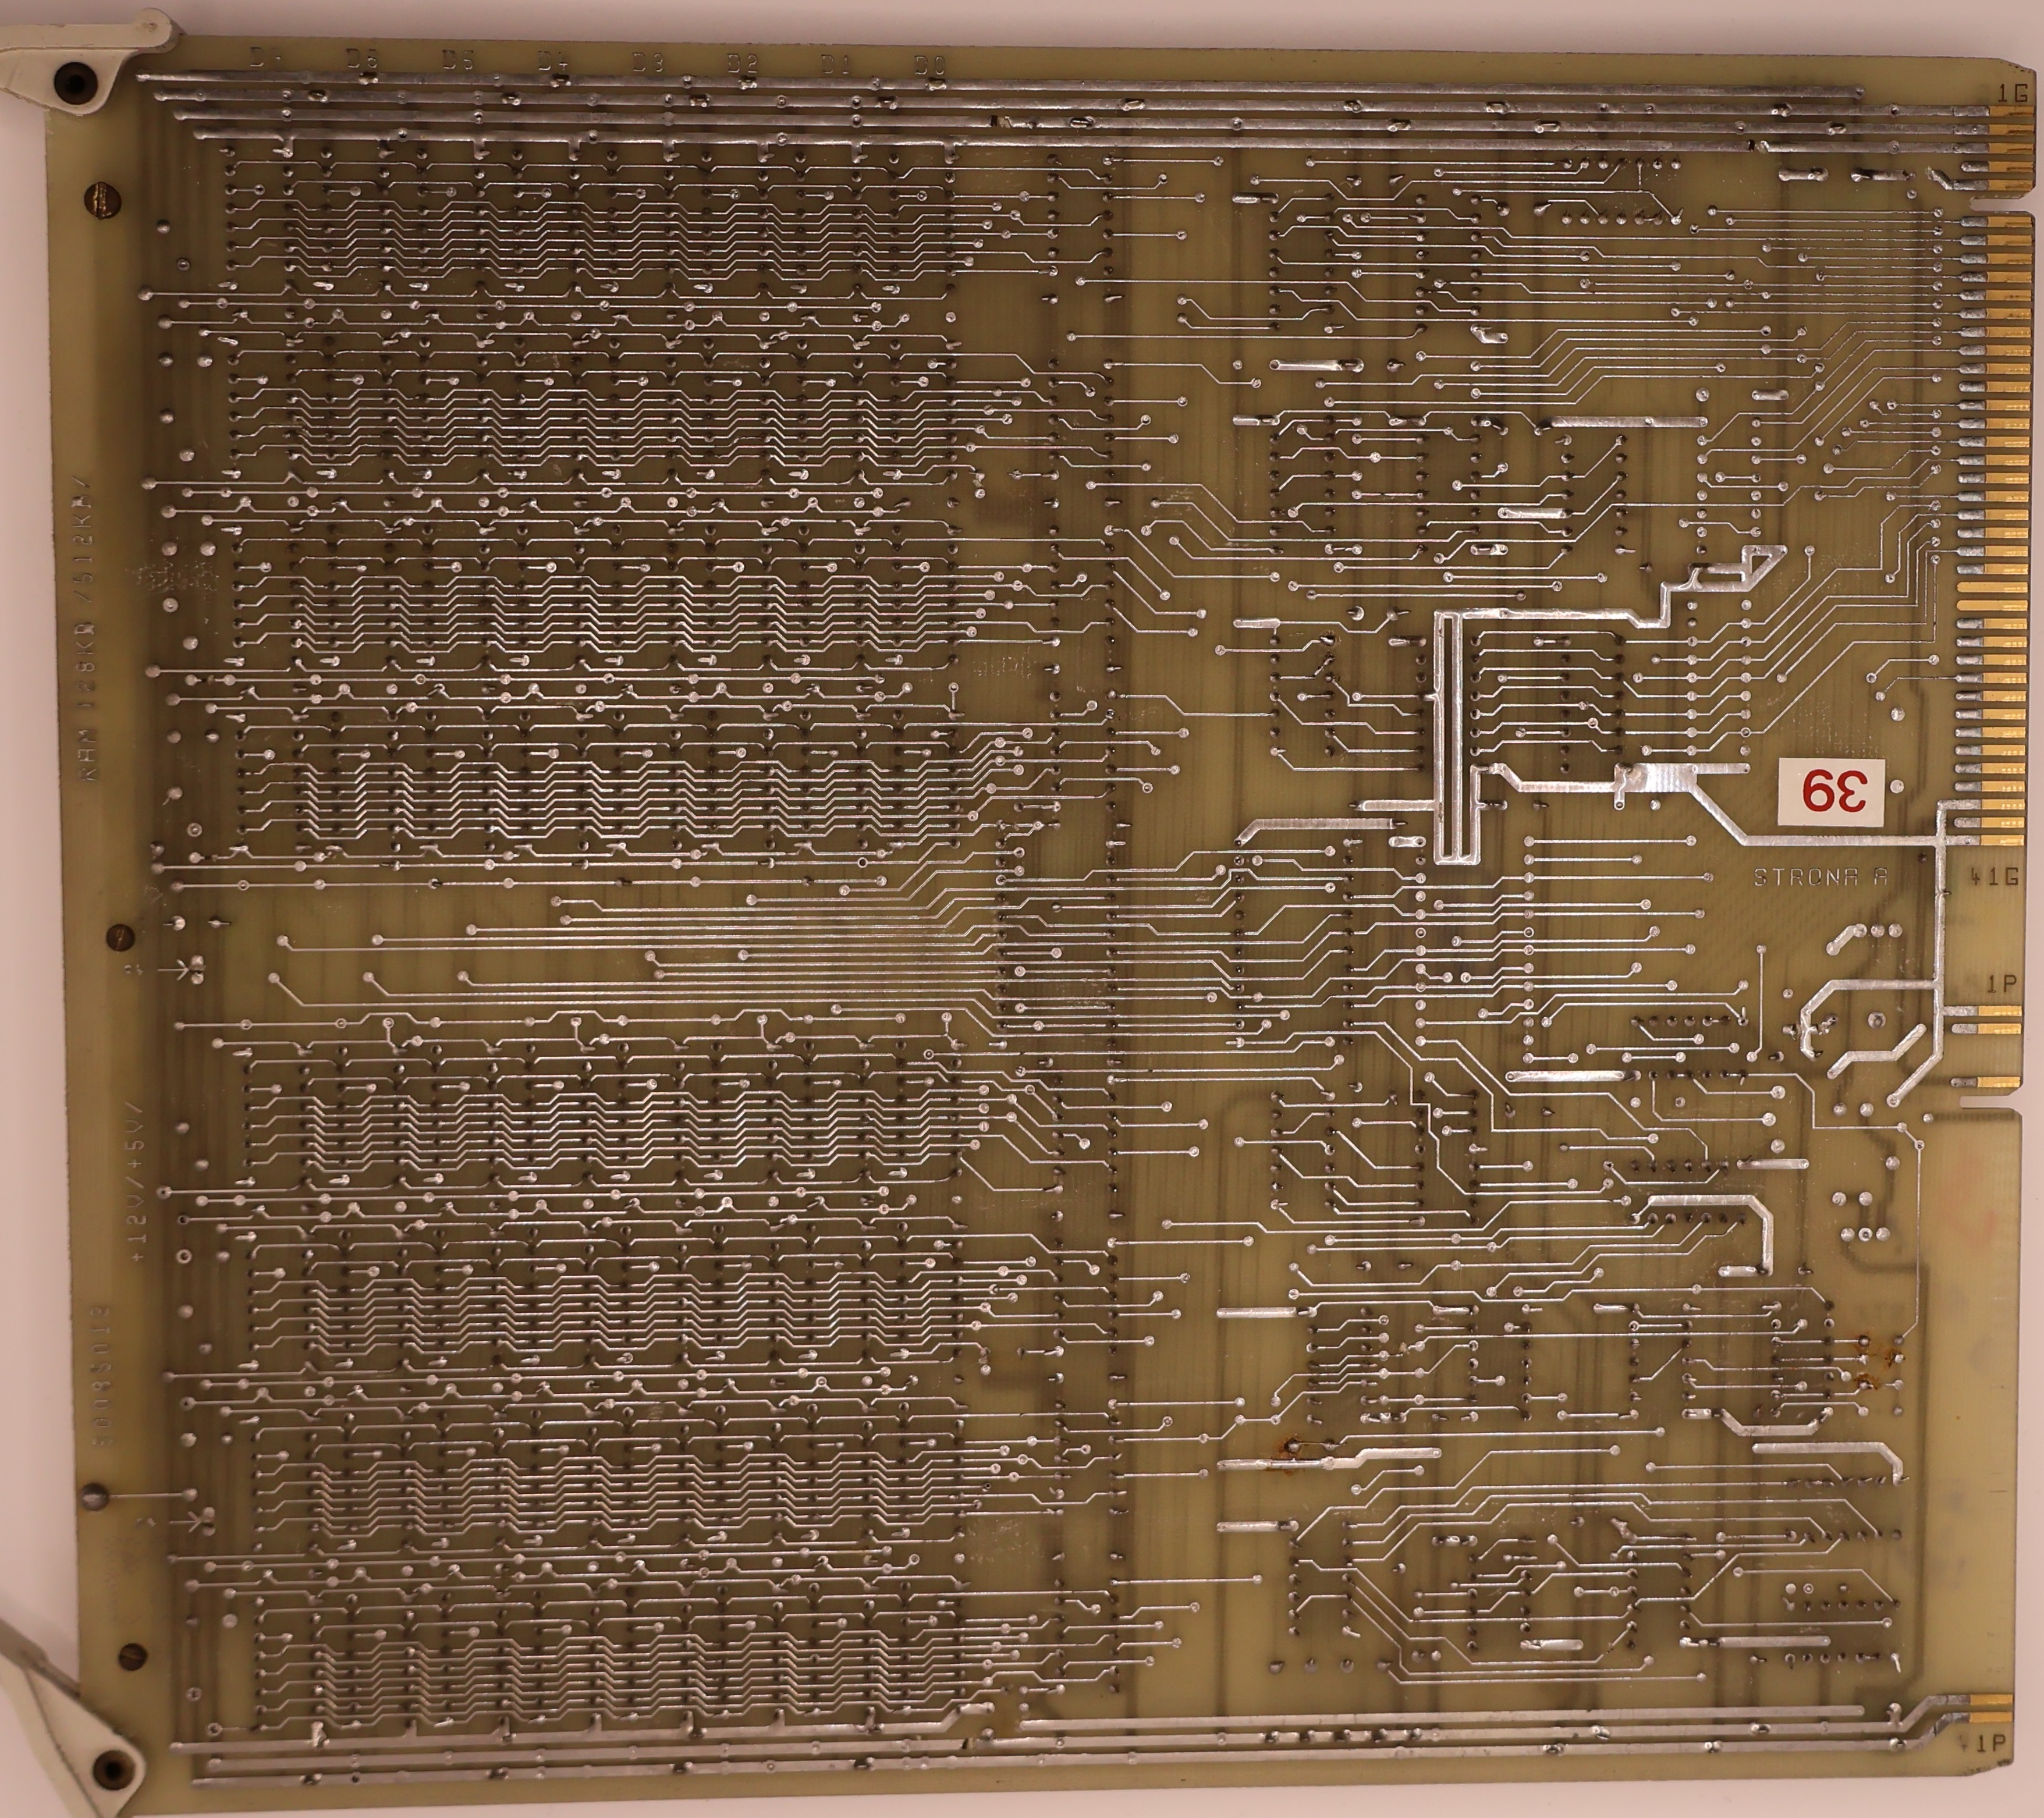 D7 D6 D5 D4 D3 D2 D1 D0
1G
RAM 128KB /512KB/
39
STRONA A
41G
1P
+12V/+5V/
41P